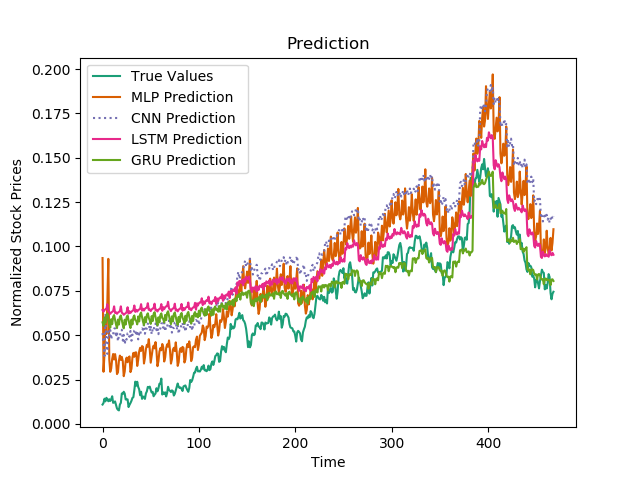 Prediction
True Values
MLP Prediction
CNN Prediction
LSTM Prediction
GRU Prediction
Normalized Stock Prices
0.200
0.175
0.150
0.125
0.100
0.075
0.050
0.025
0.000
0 100 200 300 400
Time